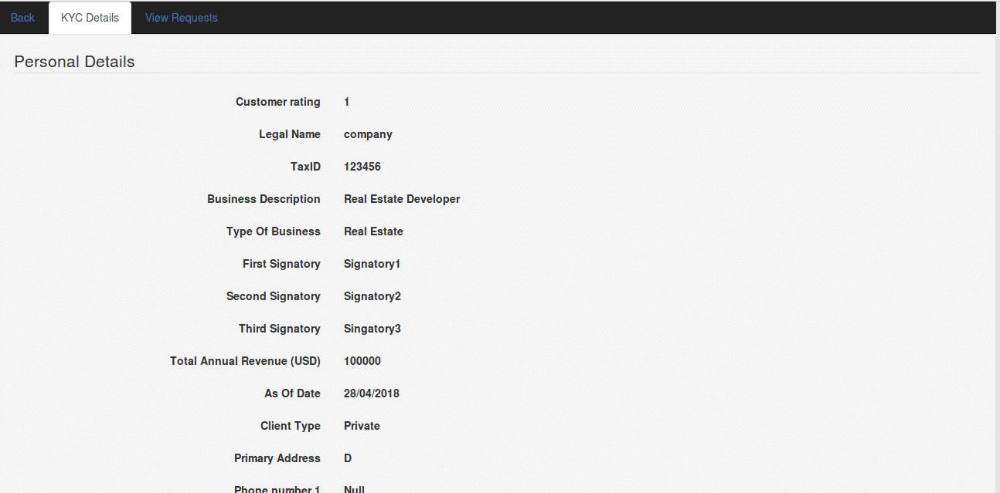 Back KYC Details View Requests
Personal Details
Customer rating 1
Legal Name company
TaxID 123456
Business Description Real Estate Developer
Type Of Business Real Estate
First Signatory Signatory1
Second Signatory Signatory2
Third Signatory Singatory3
Total Annual Revenue (USD) 100000
As Of Date 28/04/2018
Client Type Private
Primary Address D
Phone number 1 Null